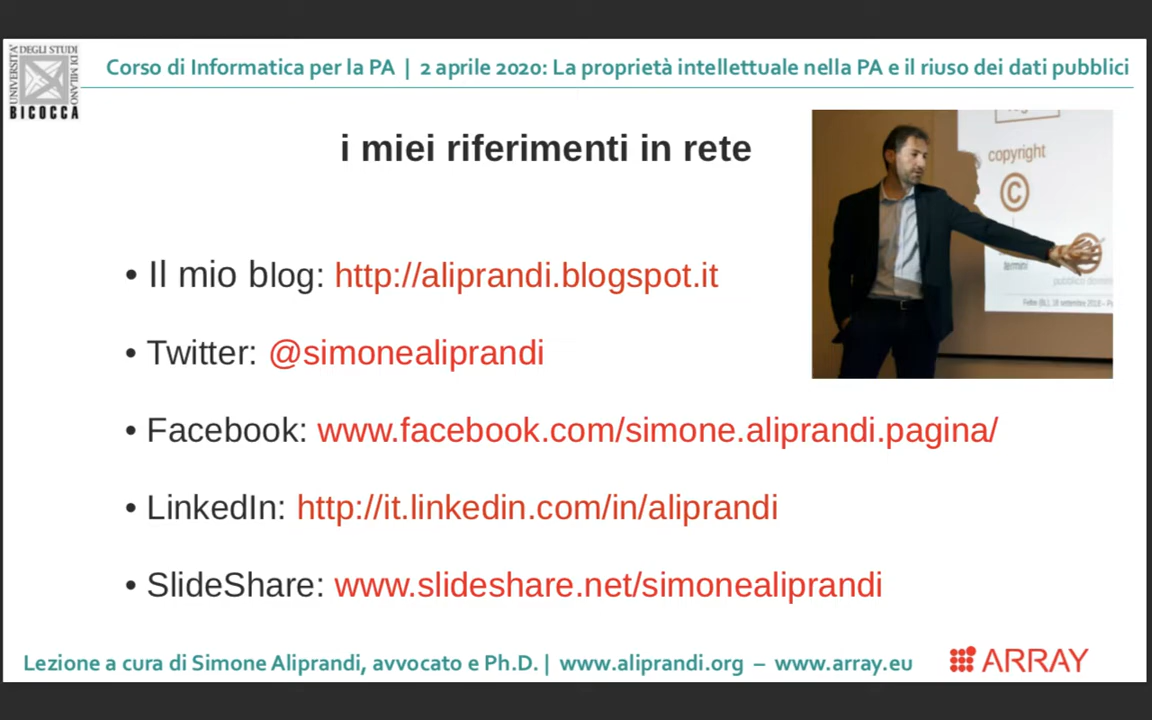 UNIVERSITÀ DEGLI STUDI DI MILANO
BICOCCA
Corso di Informatica per la PA | 2 aprile 2020: La proprietà intellettuale nella PA e il riuso dei dati pubblici
i miei riferimenti in rete
copyright
©
• Il mio blog: http://aliprandi.blogspot.it
• Twitter: @simonealiprandi
• Facebook: www.facebook.com/simone.aliprandi.pagina/
• LinkedIn: http://it.linkedin.com/in/aliprandi
• SlideShare: www.slideshare.net/simonealiprandi
Lezione a cura di Simone Aliprandi, avvocato e Ph.D. | www.aliprandi.org – www.array.eu
ARRAY